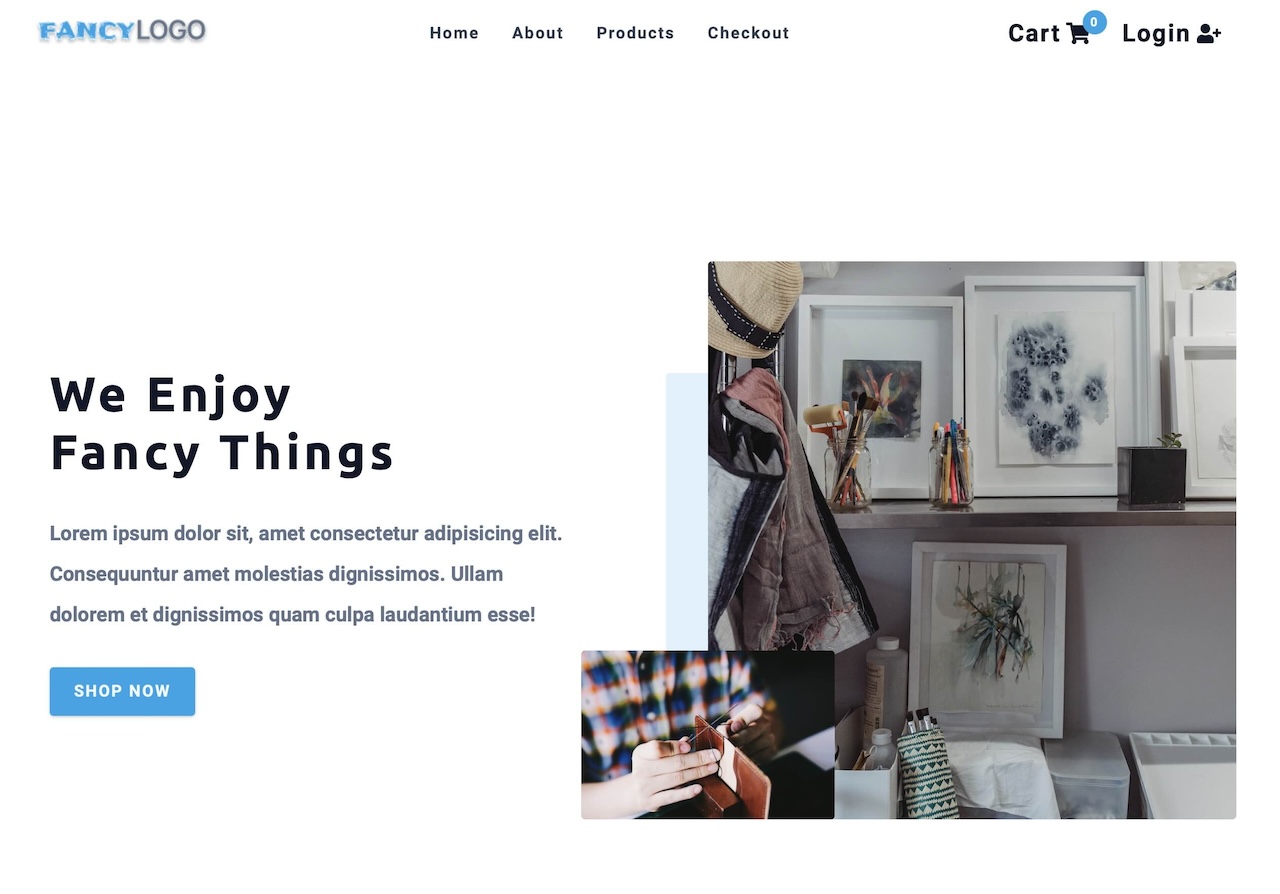 FANCYLOGO
Home About Products Checkout
Cart 0 Login
We Enjoy
Fancy Things
Lorem ipsum dolor sit, amet consectetur adipisicing elit.
Consequuntur amet molestias dignissimos. Ullam
dolorem et dignissimos quam culpa laudantium esse!
SHOP NOW